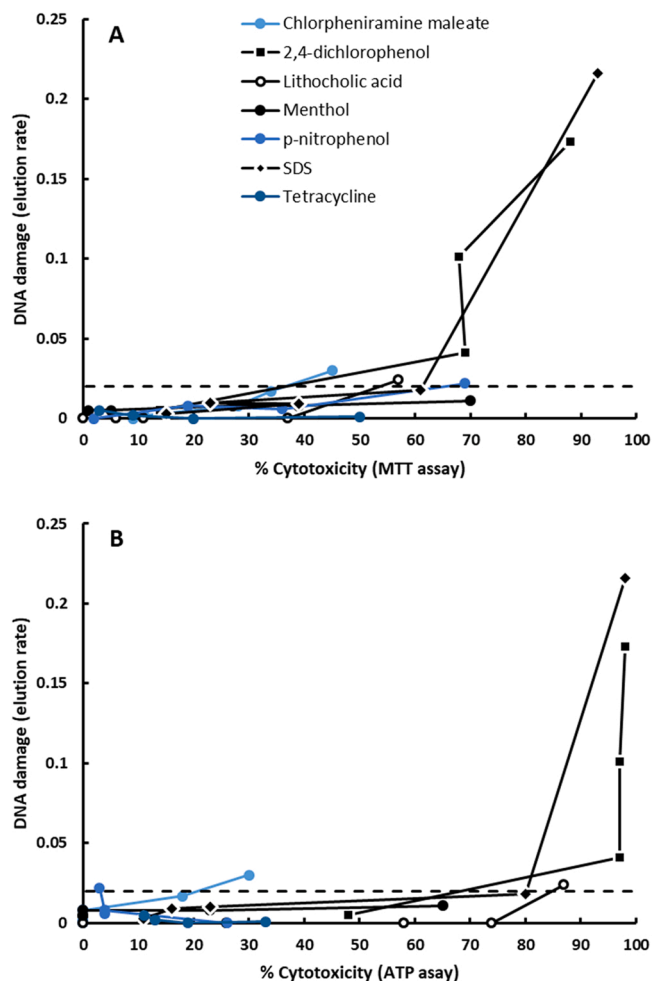 A
Chlorpheniramine maleate
2,4-dichlorophenol
Lithocholic acid
Menthol
p-nitrophenol
SDS
Tetracycline
DNA damage (elution rate)
0.25
0.2
0.15
0.1
0.05
0
0 10 20 30 40 50 60 70 80 90 100
% Cytotoxicity (MTT assay)
B
DNA damage (elution rate)
0.25
0.2
0.15
0.1
0.05
0
0 10 20 30 40 50 60 70 80 90 100
% Cytotoxicity (ATP asay)